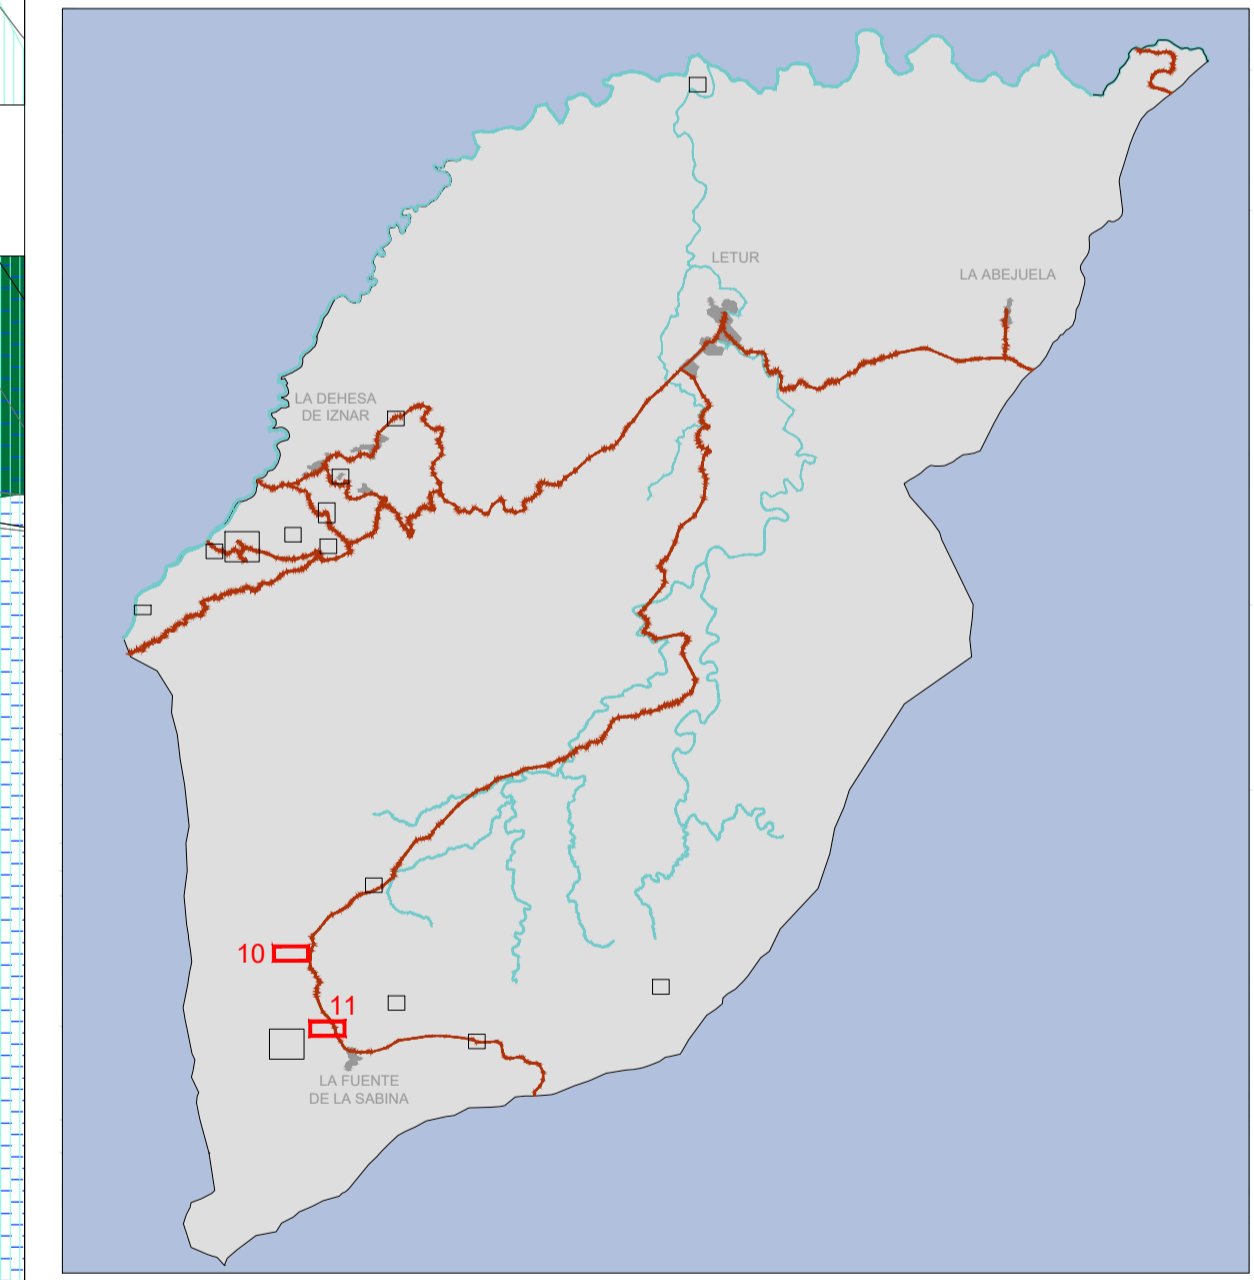 LETUR
LA ABEJUELA
LA DEHESA
DE IZNAR
10
11
LA FUENTE
DE LA SABINA